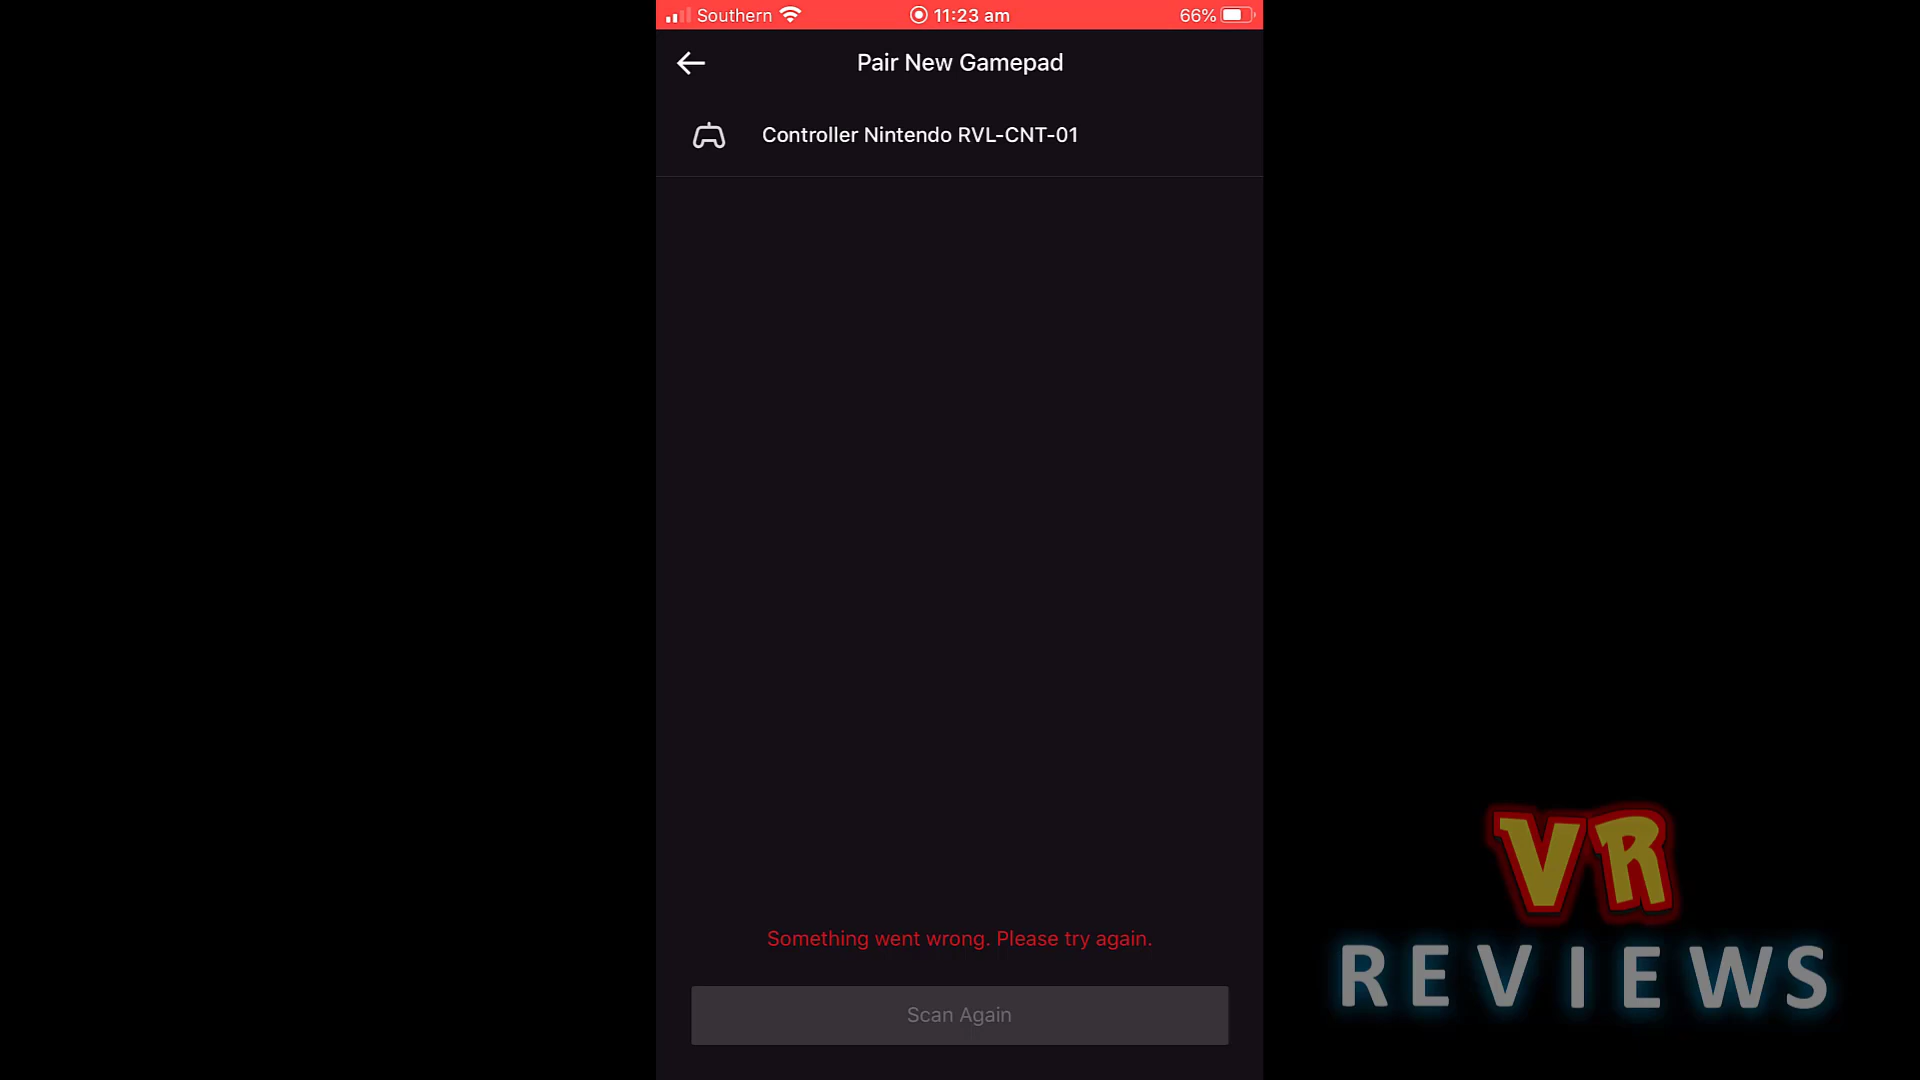 Southern 11:23 am 66%
Pair New Gamepad
Controller Nintendo RVL-CNT-01
Something went wrong. Please try again.
Scan Again
VR
REVIEWS